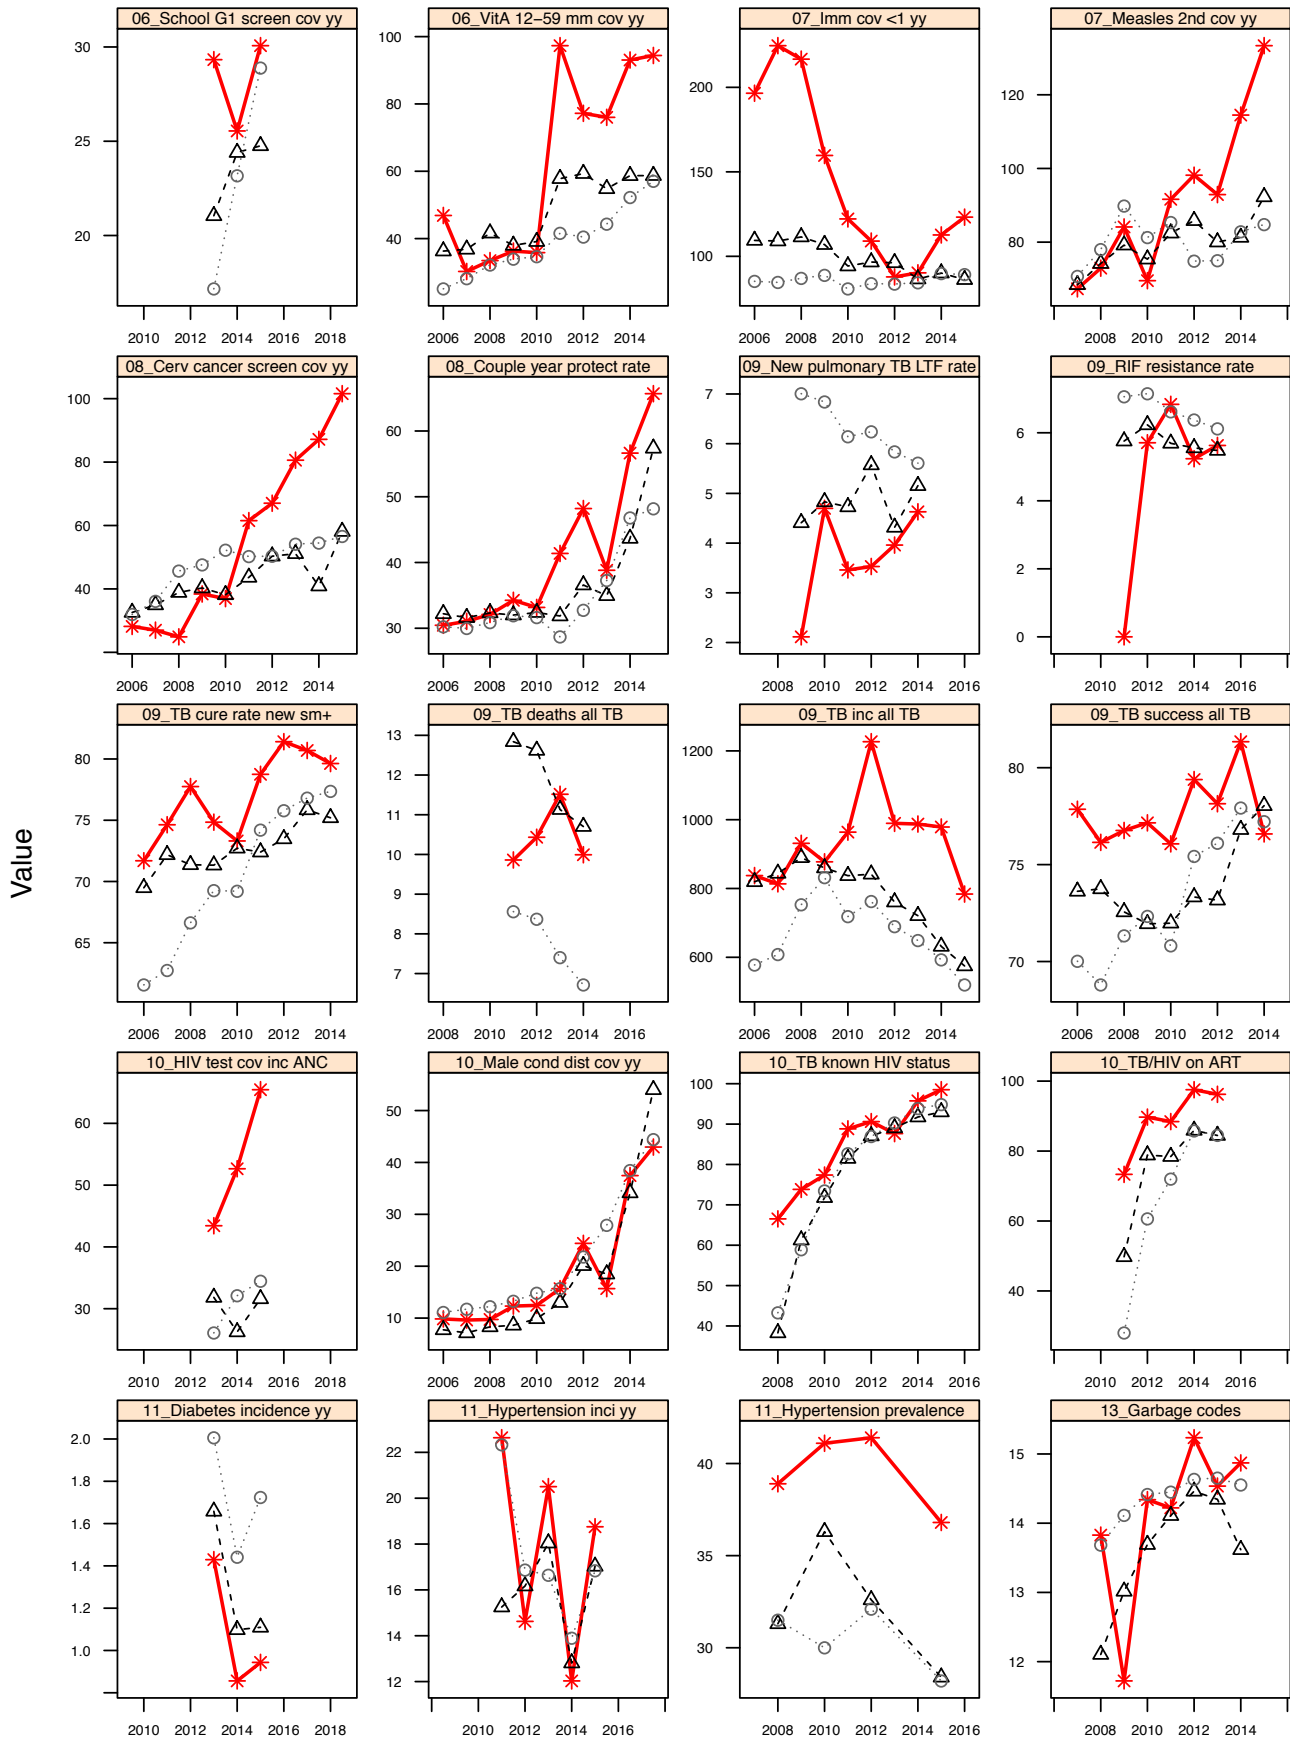 06_School G1 screen cov yy
06_VitA 12−59 mm cov yy
07_Imm cov <1 yy
07_Measles 2nd cov yy
30
25
20
100
80
60
40
200
150
100
120
100
80
2010 2012 2014 2016 2018
2006 2008 2010 2012 2014
2006 2008 2010 2012 2014
2008 2010 2012 2014 2016
08_Cerv cancer screen cov yy
08_Couple year protect rate
09_New pulmonary TB LTF rate
09_RIF resistance rate
100
80
60
40
60
50
40
30
7
6
5
4
3
2
6
4
2
0
2006 2008 2010 2012 2014
2006 2008 2010 2012 2014
2008 2010 2012 2014 2016
2010 2012 2014 2016
09_TB cure rate new sm+
09_TB deaths all TB
09_TB inc all TB
09_TB success all TB
80
75
70
65
13
12
11
10
9
8
7
1200
1000
800
600
80
75
70
2006 2008 2010 2012 2014
2008 2010 2012 2014 2016
2006 2008 2010 2012 2014
2006 2008 2010 2012 2014
Value
10_HIV test cov inc ANC
10_Male cond dist cov yy
10_TB known HIV status
10_TB/HIV on ART
60
50
40
30
50
40
30
20
10
100
90
80
70
60
50
40
100
80
60
40
2010 2012 2014 2016 2018
2006 2008 2010 2012 2014
2008 2010 2012 2014 2016
2008 2010 2012 2014 2016
11_Diabetes incidence yy
11_Hypertension inci yy
11_Hypertension prevalence
13_Garbage codes
2.0
1.8
1.6
1.4
1.2
1.0
22
20
18
16
14
12
40
35
30
15
14
13
12
2010 2012 2014 2016 2018
2010 2012 2014 2016
2008 2010 2012 2014 2016
2008 2010 2012 2014